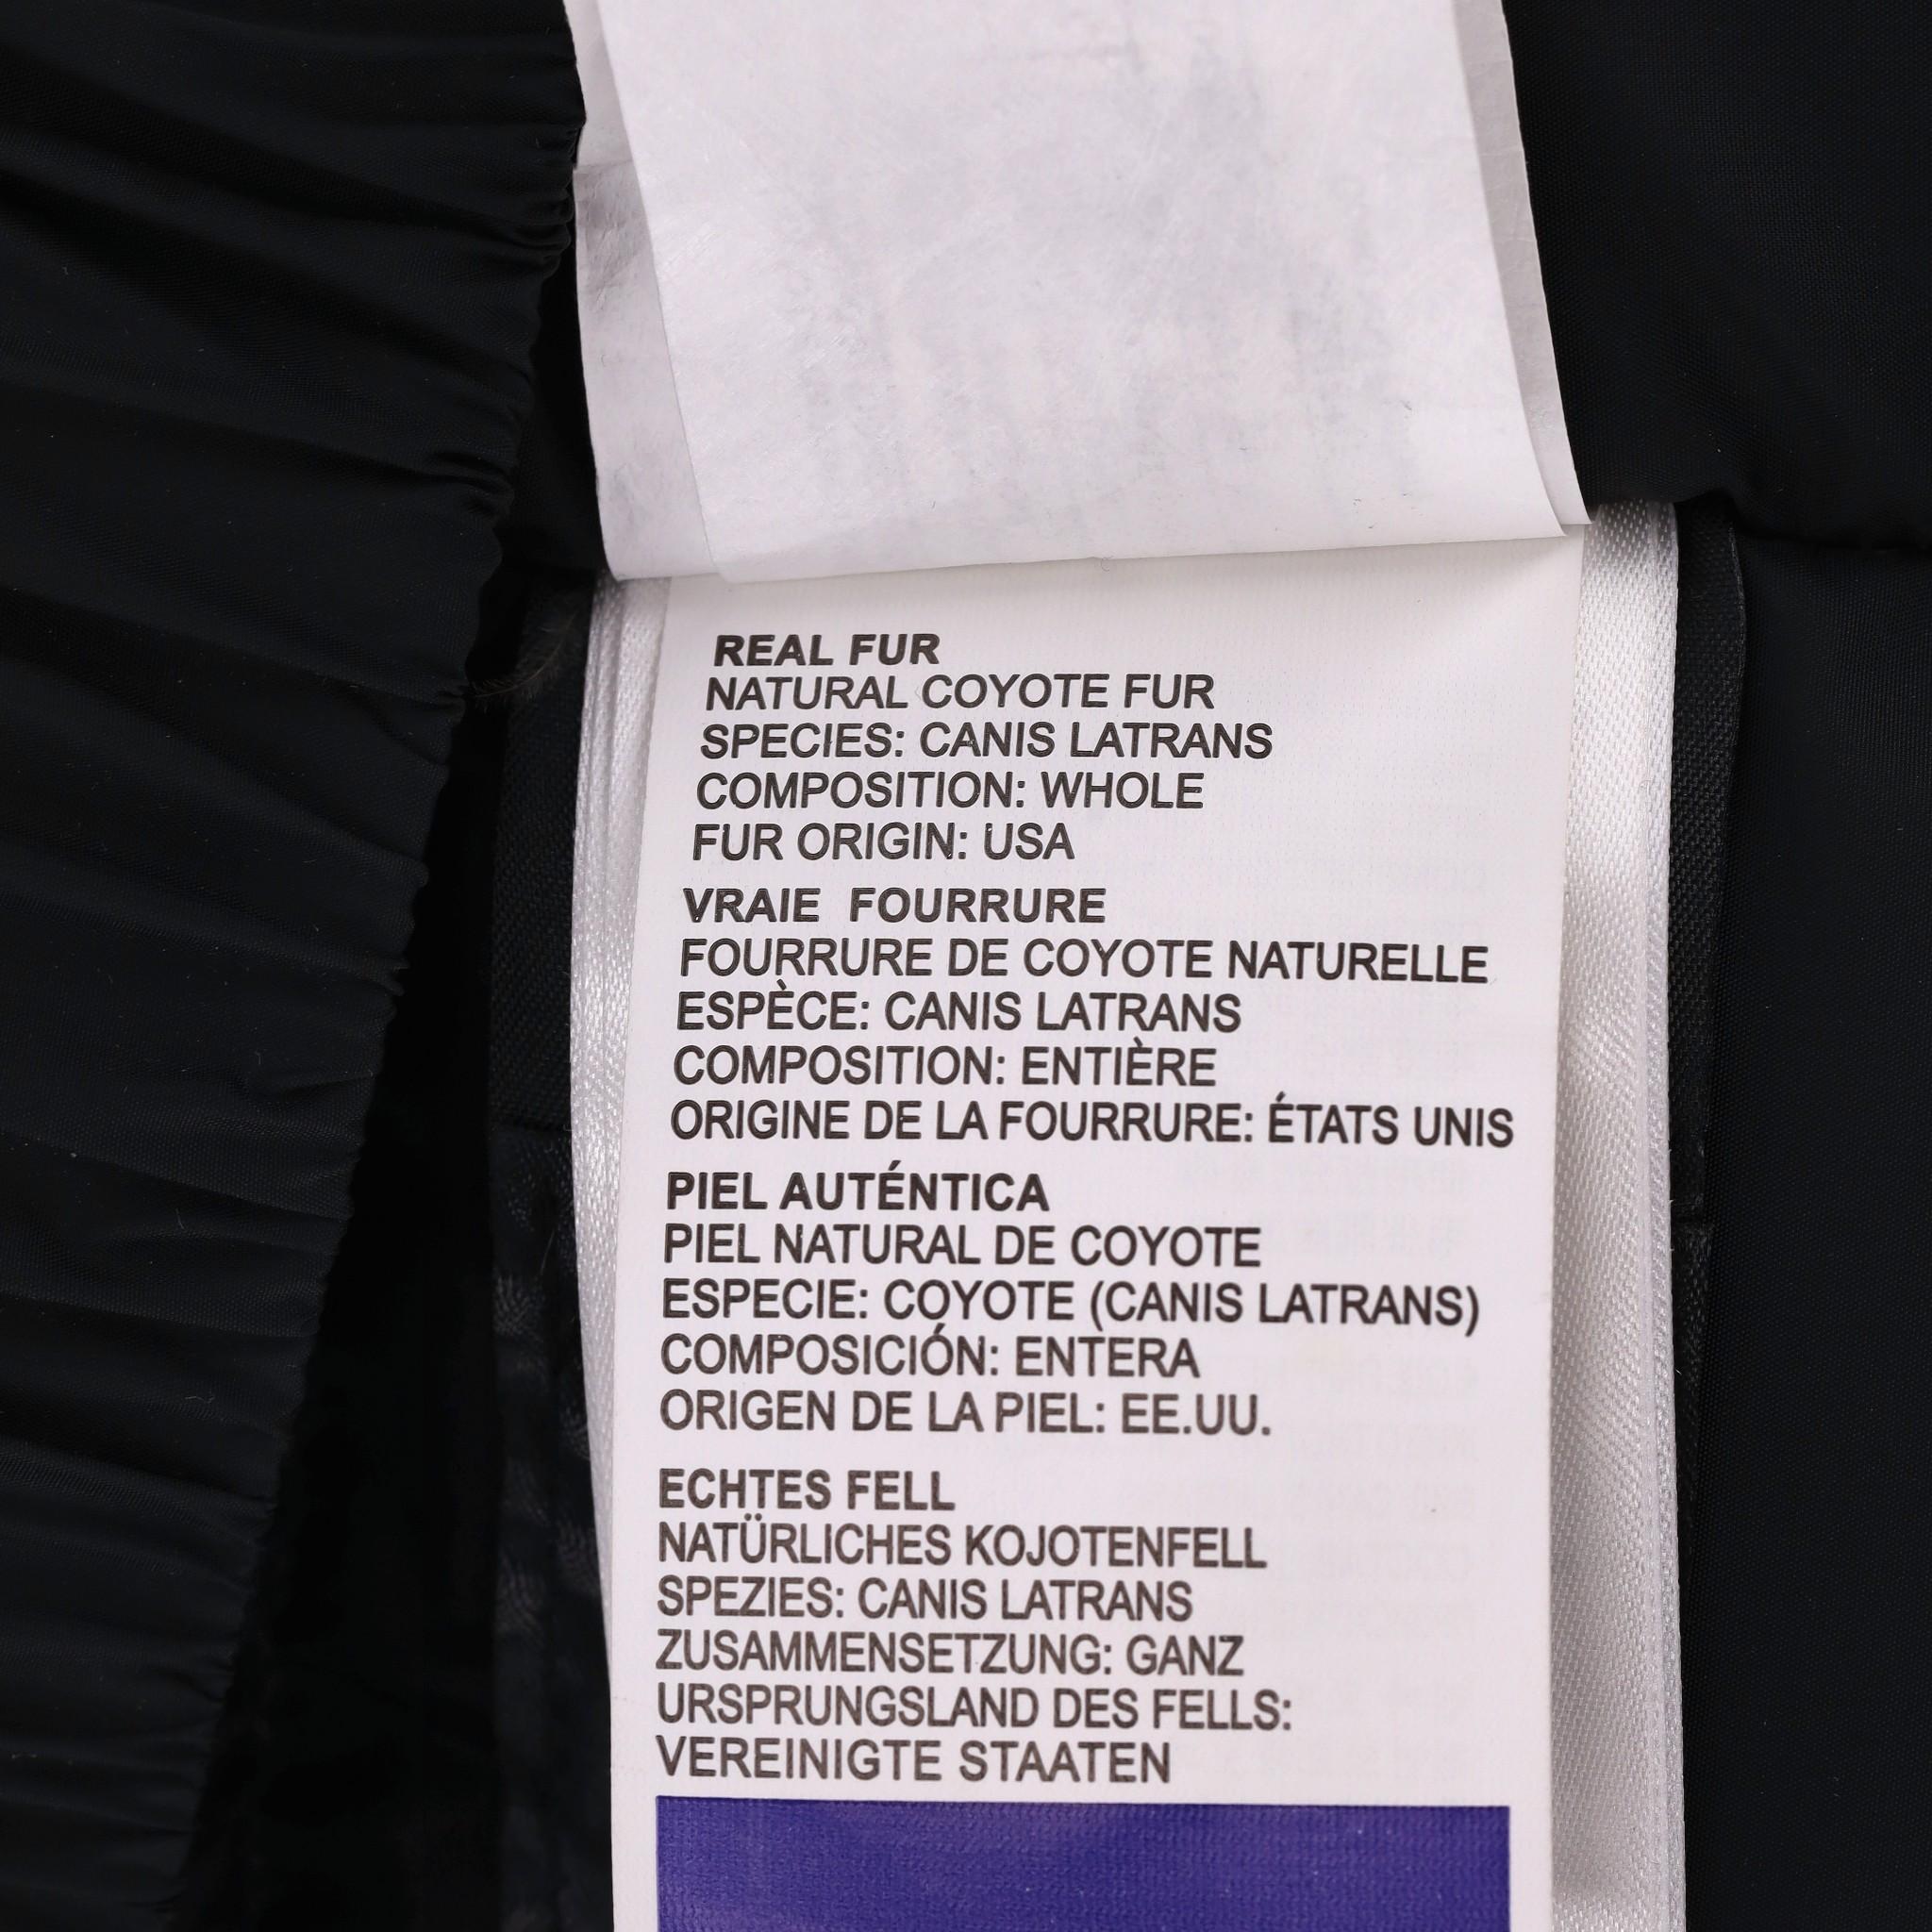 REAL FUR
NATURAL COYOTE FUR
SPECIES: CANIS LATRANS
COMPOSITION: WHOLE
FUR ORIGIN: USA
VRAIE FOURRURE
FOURRURE DE COYOTE NATURELLE
ESPÈCE: CANIS LATRANS
COMPOSITION: ENTIÈRE
ORIGINE DE LA FOURRURE: ÉTATS UNIS
PIEL AUTÉNTICA
PIEL NATURAL DE COYOTE
ESPECIE: COYOTE (CANIS LATRANS)
COMPOSICIÓN: ENTERA
ORIGEN DE LA PIEL: EE.UU.
ECHTES FELL
NATÜRLICHES KOJOTENFELL
SPEZIES: CANIS LATRANS
ZUSAMMENSETZUNG: GANZ
URSPRUNGSLAND DES FELLS:
VEREINIGTE STAATEN